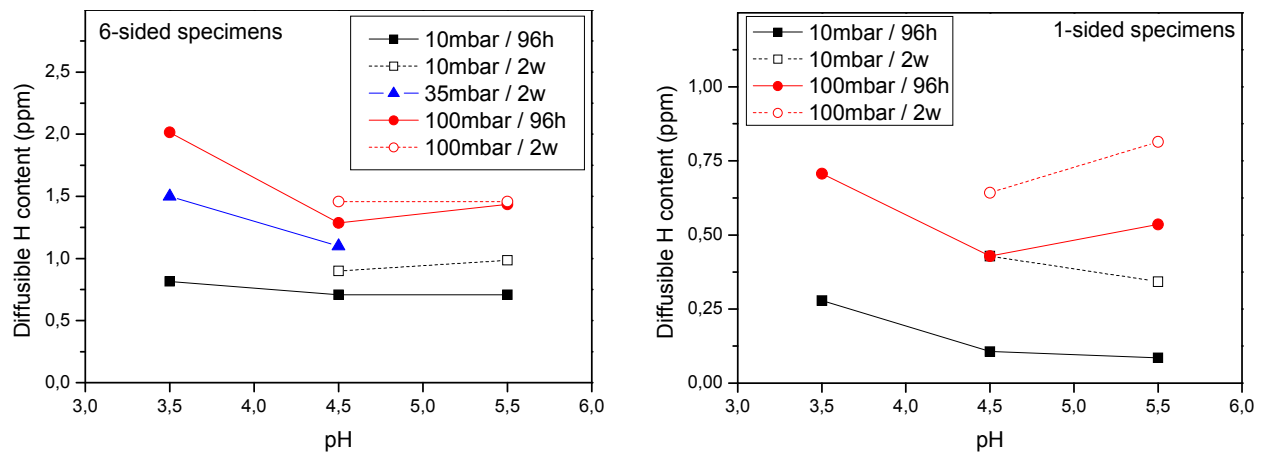 6-sided specimens
10mbar / 96h
10mbar / 2w
35mbar / 2w
100mbar / 96h
100mbar / 2w
Diffusible H content (ppm)
2,5
2,0
1,5
1,0
0,5
0,0
3,0 3,5 4,0 4,5 5,0 5,5 6,0
pH
1-sided specimens
10mbar / 96h
10mbar / 2w
100mbar / 96h
100mbar / 2w
Diffusible H content (ppm)
1,00
0,75
0,50
0,25
0,00
3,0 3,5 4,0 4,5 5,0 5,5 6,0
pH